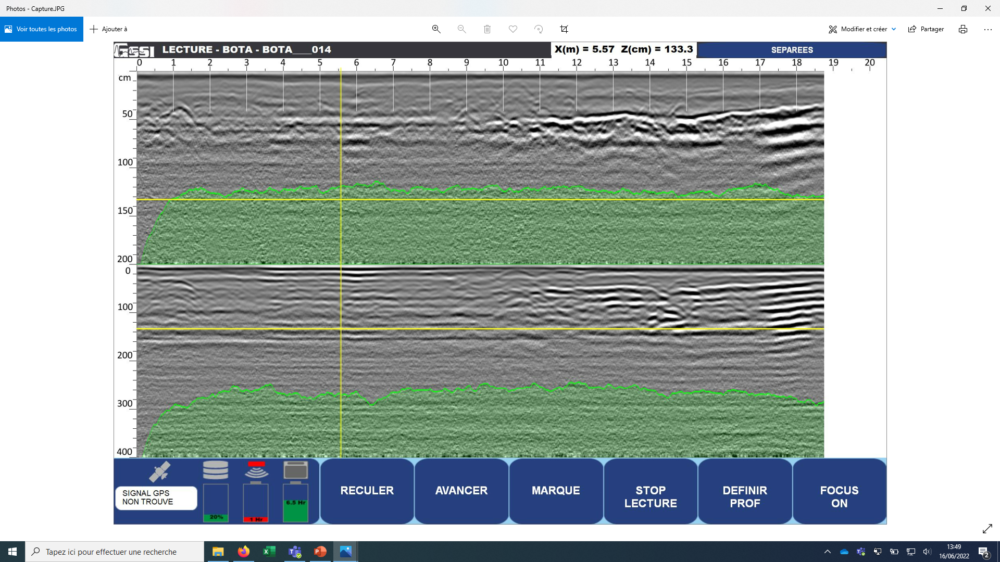 Photos - Capture.JPG
Voir toutes les photos
Ajouter à
Modifier et créer
Partager
GSSI LECTURE - BOTA - BOTA___014
X(m) = 5.57 Z(cm) = 133.3
SEPAREES
0 1 2 3 4 5 6 7 8 9 10 11 12 13 14 15 16 17 18 19 20
cm
50
100
150
200
0
100
200
300
400
SIGNAL GPS
NON TROUVE
20%
1 Hr
6.5 Hr
RECULER
AVANCER
MARQUE
STOP
LECTURE
DEFINIR
PROF
FOCUS
ON
Tapez ici pour effectuer une recherche
13:49
16/06/2022
2